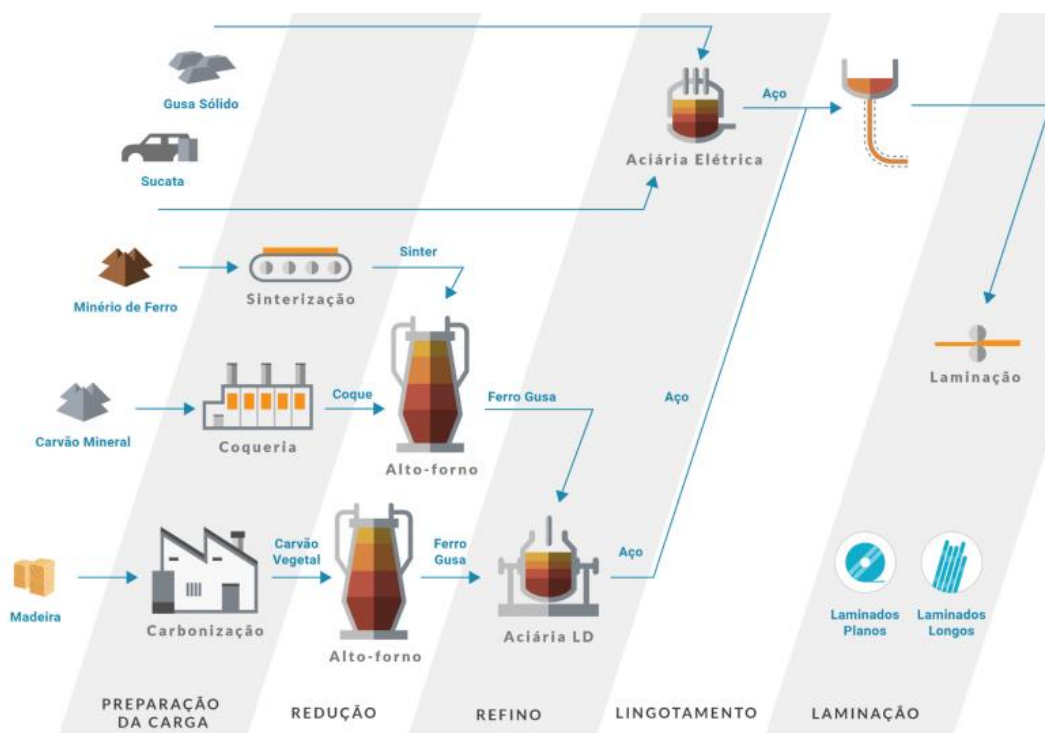 Gusa Sólido
Aço
Aciária Elétrica
Sucata
Minério de Ferro
Sinterização
Sinter
Laminação
Carvão Mineral
Coqueria
Coque
Alto-forno
Ferro Gusa
Aço
Madeira
Carbonização
Carvão
Vegetal
Alto-forno
Ferro
Gusa
Aciária LD
Aço
Laminados
Planos
Laminados
Longos
PREPARAÇÃO
DA CARGA
REDUÇÃO
REFINO
LINGOTAMENTO
LAMINAÇÃO